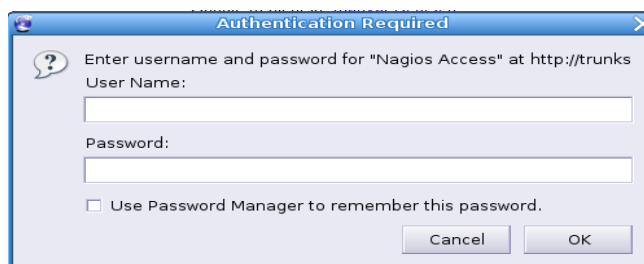 Authentication Required
Enter username and password for "Nagios Access" at http://trunks
User Name:
Password:
Use Password Manager to remember this password.
Cancel
OK